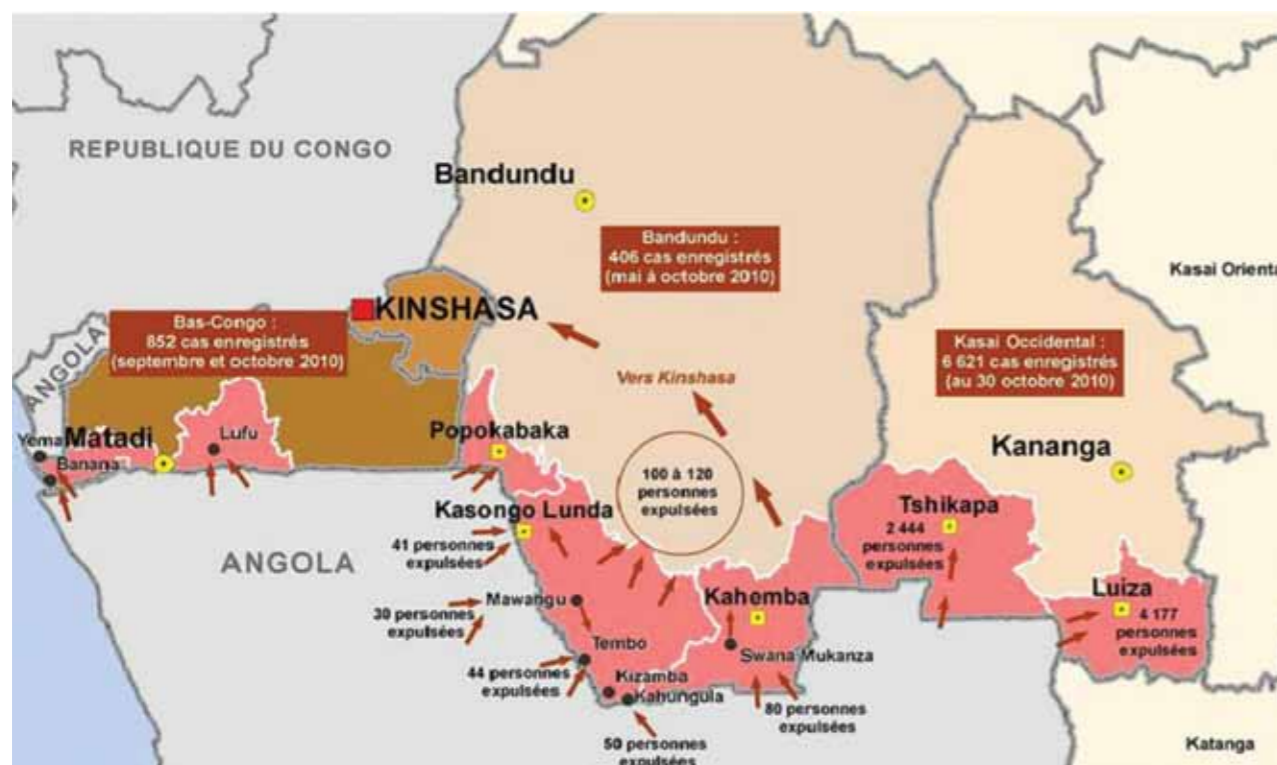 REPUBLIQUE DU CONGO
Bandundu
Bandundu :
406 cas enregistrés
(mai à octobre 2010)
Kasai Orienta
KINSHASA
Bas-Congo :
852 cas enregistrés
(septembre et octobre 2010)
ANGOLA
Kasai Occidental :
6 621 cas enregistrés
(au 30 octobre 2010)
Vers Kinshasa
Yema
Matadi
Lufu
Banana
Popokabaka
Kananga
100 à 120
personnes
expulsées
Kasongo Lunda
Tshikapa
2 444
personnes
expulsées
41 personnes
expulsées
ANGOLA
Luiza
4 177
personnes
expulsées
Mawangu
Kahemba
30 personnes
expulsées
Tembo
Swana Mukanza
44 personnes
expulsées
Kizamba
Kahungula
80 personnes
expulsées
50 personnes
expulsées
Katanga